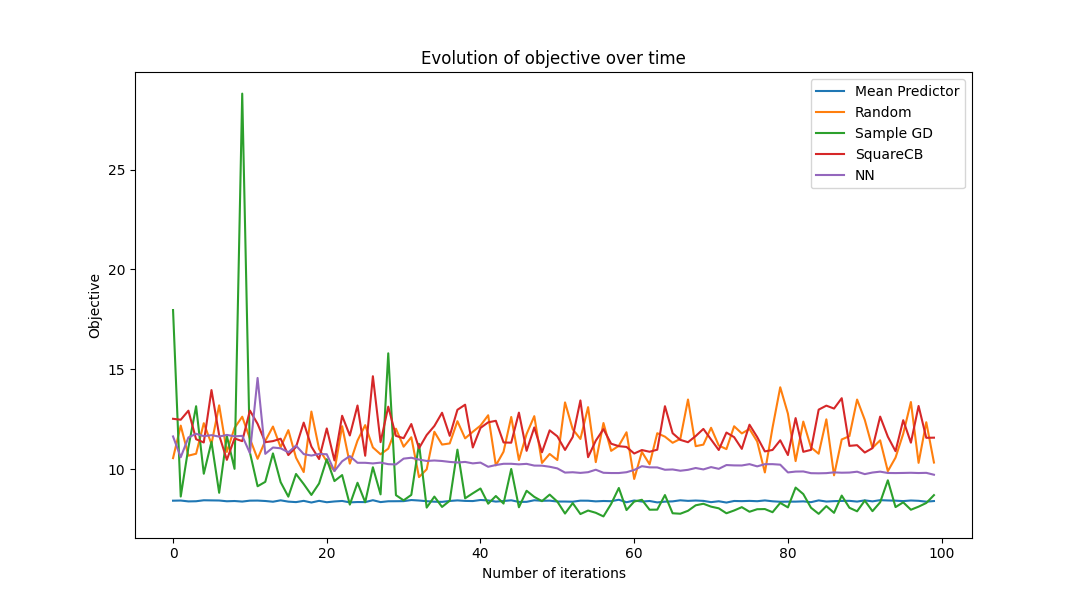 Evolution of objective over time
Mean Predictor
Random
Sample GD
SquareCB
NN
Objective
25
20
15
10
0 20 40 60 80 100
Number of iterations